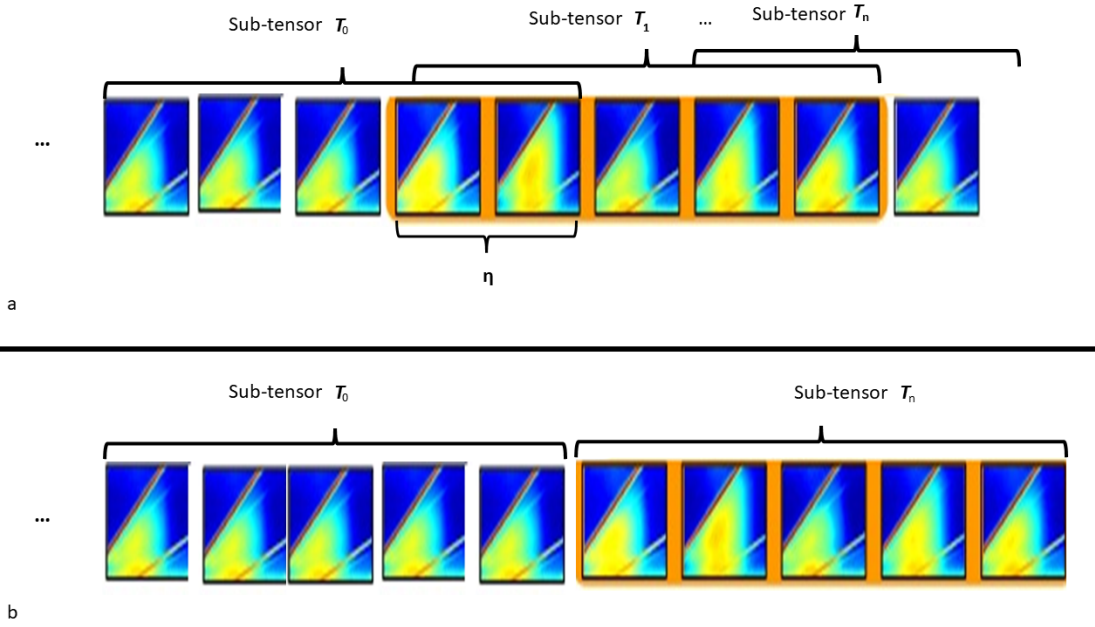 Sub-tensor T0
Sub-tensor T1
...
Sub-tensor Tn
...
η
a
Sub-tensor T0
Sub-tensor Tn
...
b